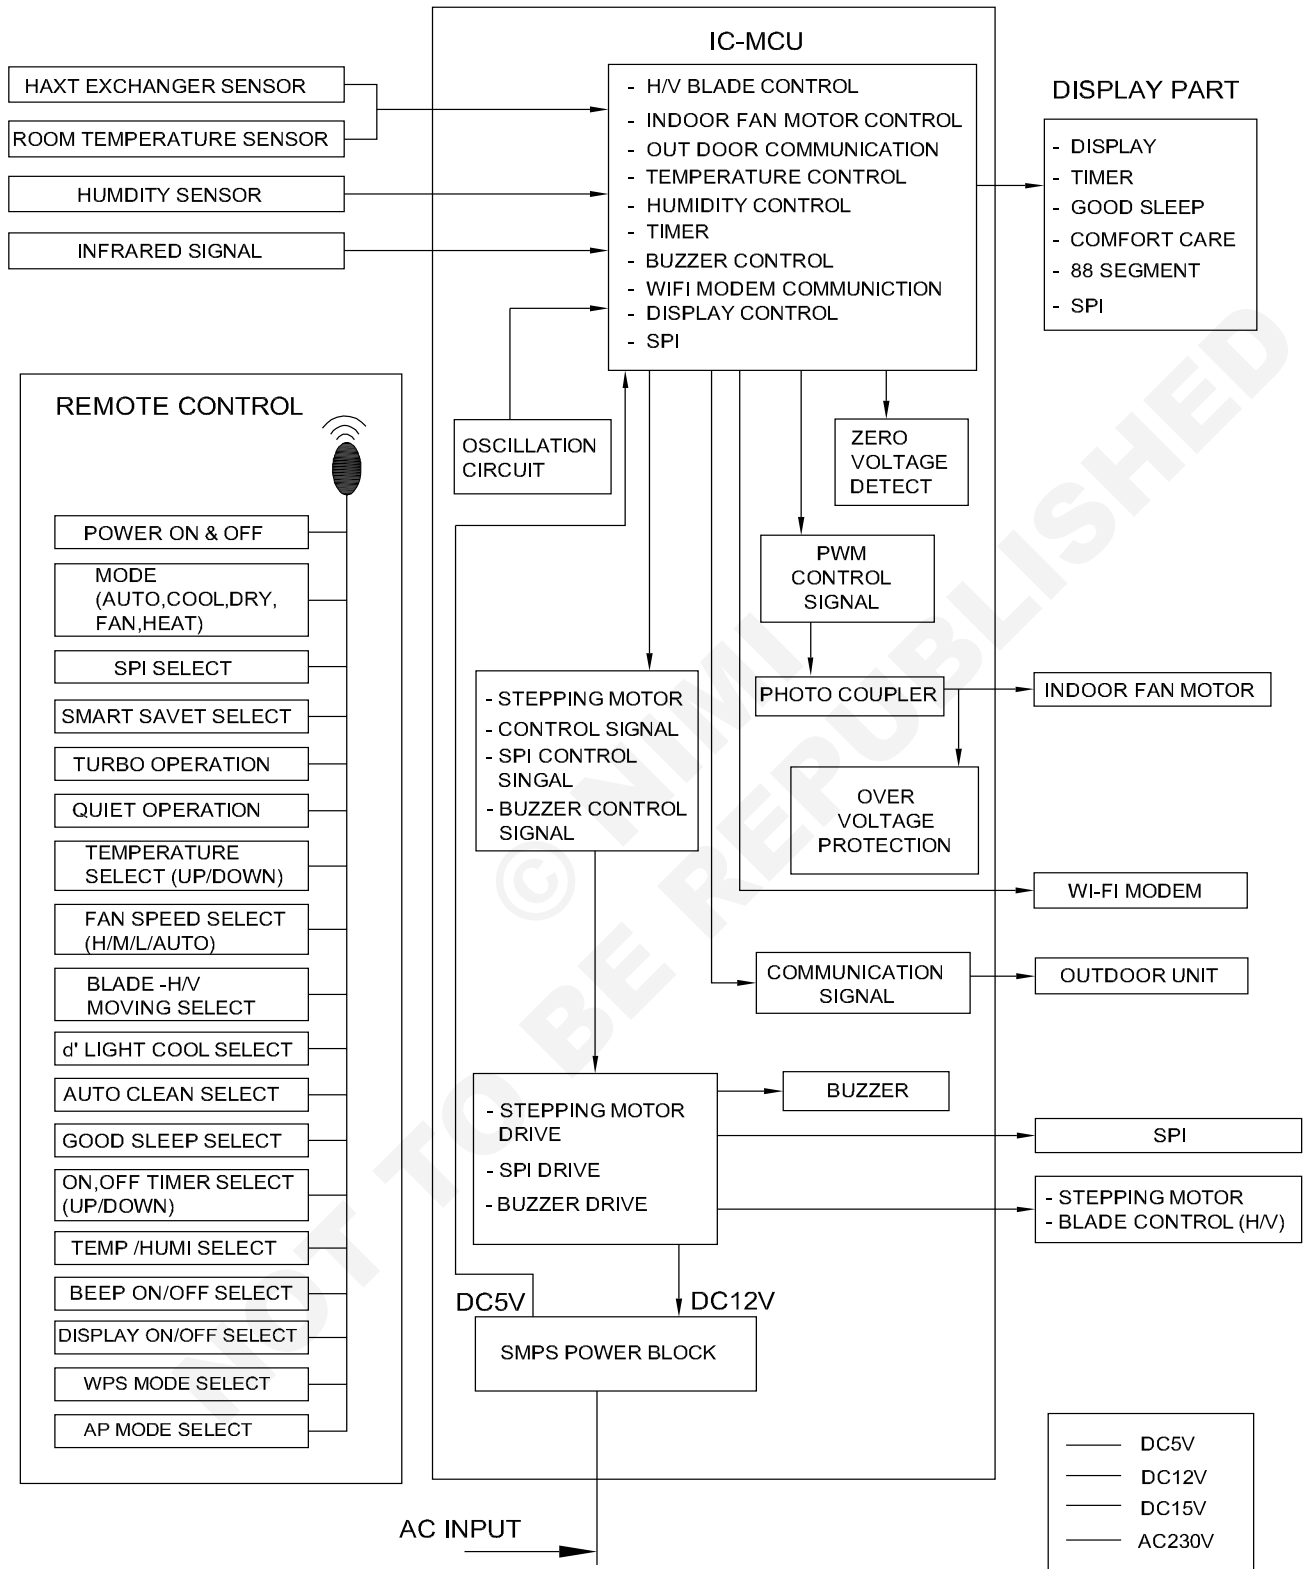 IC-MCU
HAXT EXCHANGER SENSOR
ROOM TEMPERATURE SENSOR
HUMDITY SENSOR
INFRARED SIGNAL
- H/V BLADE CONTROL
- INDOOR FAN MOTOR CONTROL
- OUT DOOR COMMUNICATION
- TEMPERATURE CONTROL
- HUMIDITY CONTROL
- TIMER
- BUZZER CONTROL
- WIFI MODEM COMMUNICTION
- DISPLAY CONTROL
- SPI
DISPLAY PART
- DISPLAY
- TIMER
- GOOD SLEEP
- COMFORT CARE
- 88 SEGMENT
- SPI
REMOTE CONTROL
POWER ON & OFF
MODE
(AUTO,COOL,DRY,
FAN,HEAT)
SPI SELECT
SMART SAVET SELECT
TURBO OPERATION
QUIET OPERATION
TEMPERATURE
SELECT (UP/DOWN)
FAN SPEED SELECT
(H/M/L/AUTO)
BLADE -H/V
MOVING SELECT
d' LIGHT COOL SELECT
AUTO CLEAN SELECT
GOOD SLEEP SELECT
ON,OFF TIMER SELECT
(UP/DOWN)
TEMP /HUMI SELECT
BEEP ON/OFF SELECT
DISPLAY ON/OFF SELECT
WPS MODE SELECT
AP MODE SELECT
OSCILLATION
CIRCUIT
ZERO
VOLTAGE
DETECT
PWM
CONTROL
SIGNAL
PHOTO COUPLER
INDOOR FAN MOTOR
OVER
VOLTAGE
PROTECTION
- STEPPING MOTOR
- CONTROL SIGNAL
- SPI CONTROL
SINGAL
- BUZZER CONTROL
SIGNAL
WI-FI MODEM
COMMUNICATION
SIGNAL
OUTDOOR UNIT
- STEPPING MOTOR
DRIVE
- SPI DRIVE
- BUZZER DRIVE
BUZZER
SPI
- STEPPING MOTOR
- BLADE CONTROL (H/V)
DC5V
DC12V
SMPS POWER BLOCK
AC INPUT
DC5V
DC12V
DC15V
AC230V
© NIMI
NOT TO BE REPUBLISHED